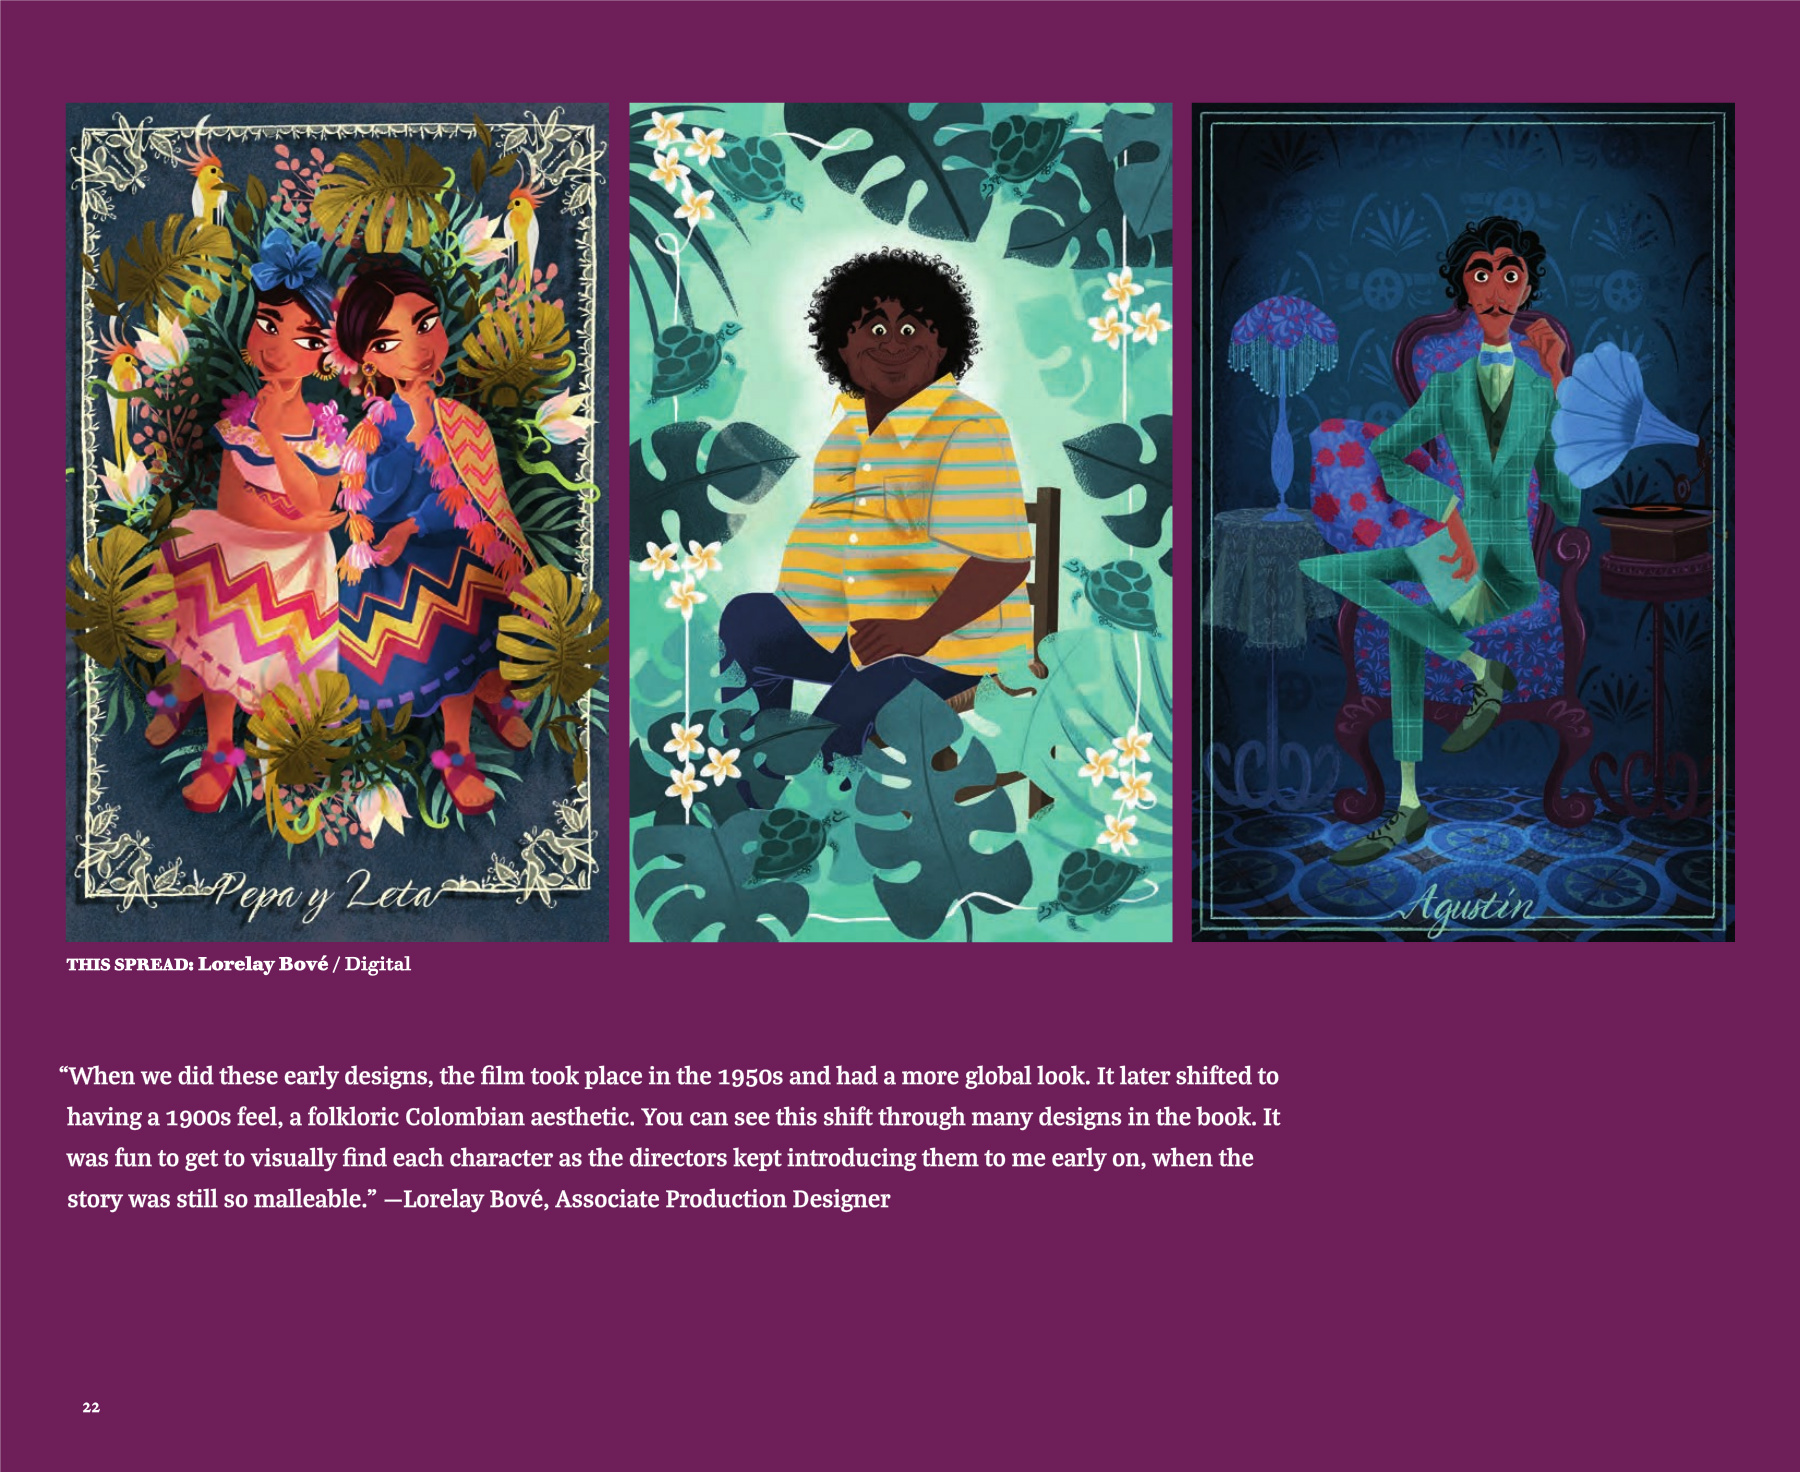 Pepa y Leta
Agustín
THIS SPREAD: Lorelay Bové / Digital
“When we did these early designs, the film took place in the 1950s and had a more global look. It later shifted to
having a 1900s feel, a folkloric Colombian aesthetic. You can see this shift through many designs in the book. It
was fun to get to visually find each character as the directors kept introducing them to me early on, when the
story was still so malleable.” —Lorelay Bové, Associate Production Designer
22